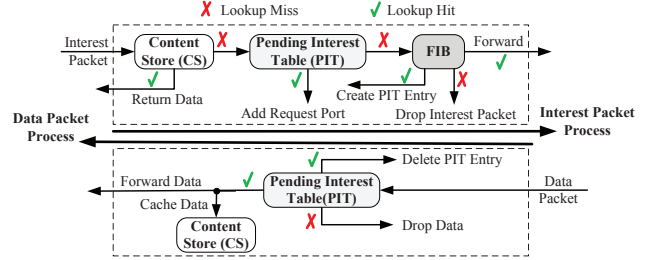 Lookup Miss
Lookup Hit
Interest
Packet
Content
Store (CS)
Pending Interest
Table (PIT)
FIB
Forward
Return Data
Add Request Port
Create PIT Entry
Drop Interest Packet
Data Packet
Process
Interest Packet
Process
Forward Data
Cache Data
Content
Store (CS)
Pending Interest
Table(PIT)
Delete PIT Entry
Drop Data
Data
Packet